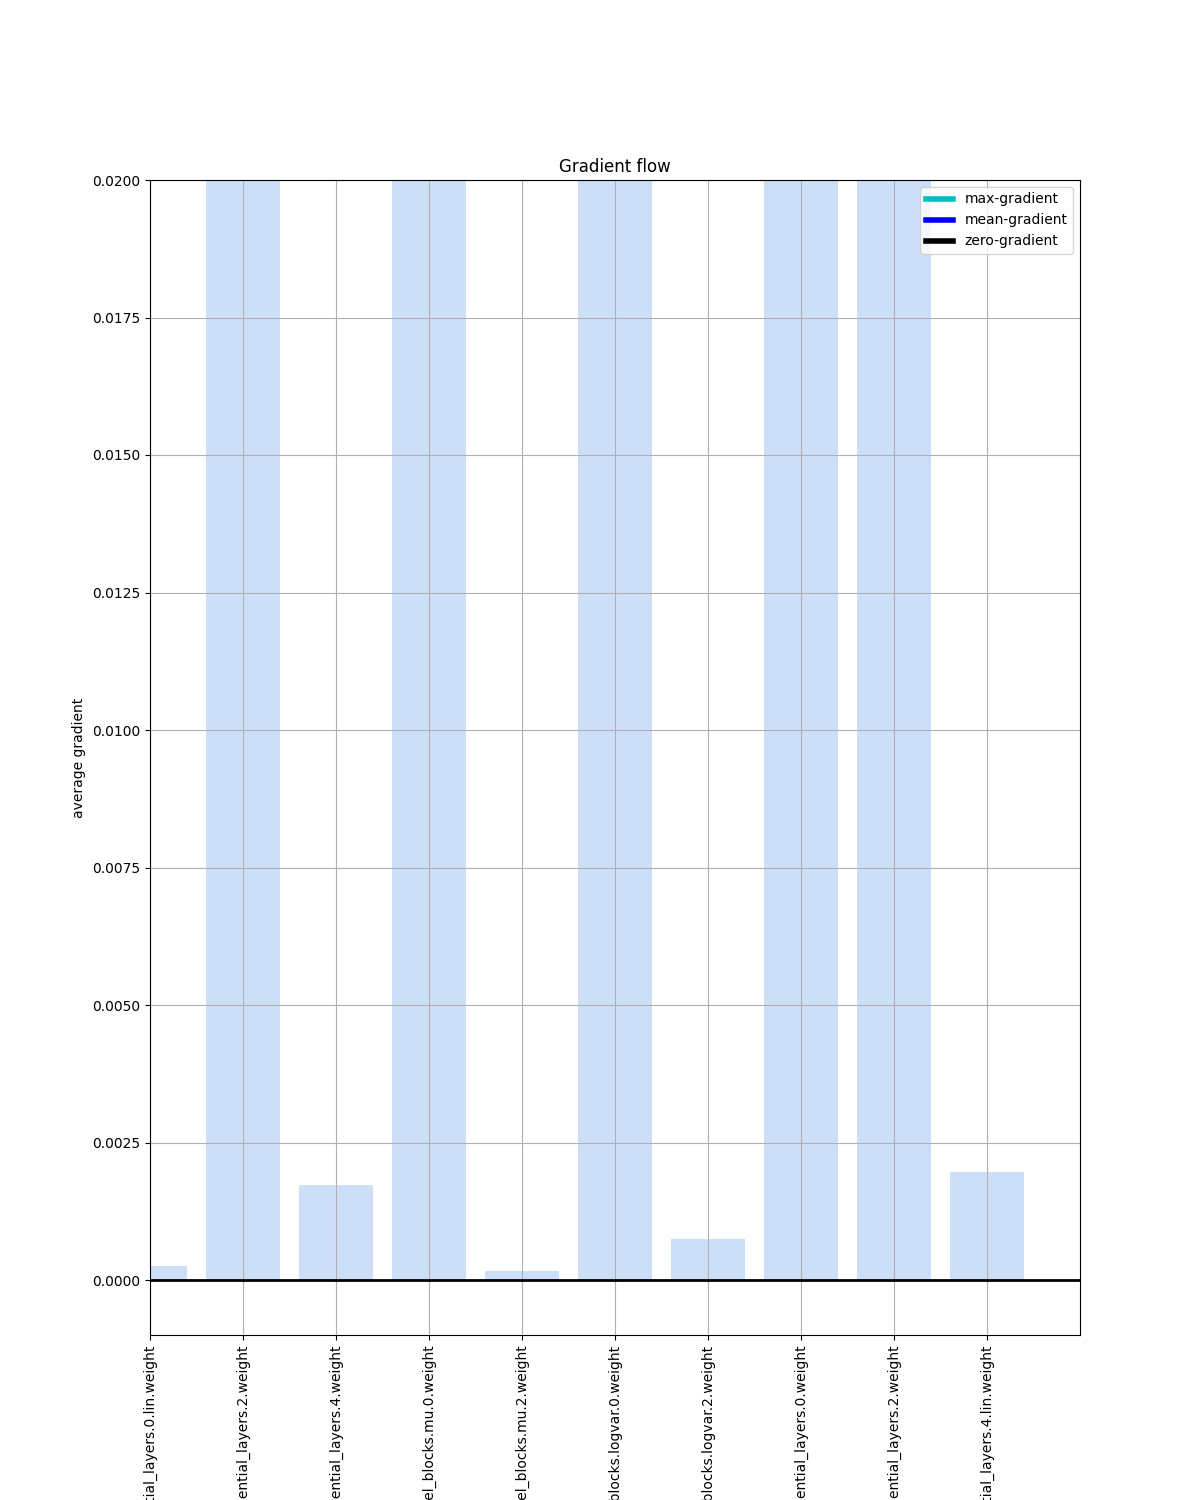 Gradient flow
max-gradient
mean-gradient
zero-gradient
0.0200
0.0175
0.0150
0.0125
0.0100
0.0075
0.0050
0.0025
0.0000
average gradient
tial_layers.0.lin.weight
ential_layers.2.weight
ential_layers.4.weight
el_blocks.mu.0.weight
el_blocks.mu.2.weight
blocks.logvar.0.weight
blocks.logvar.2.weight
ential_layers.0.weight
ential_layers.2.weight
tial_layers.4.lin.weight